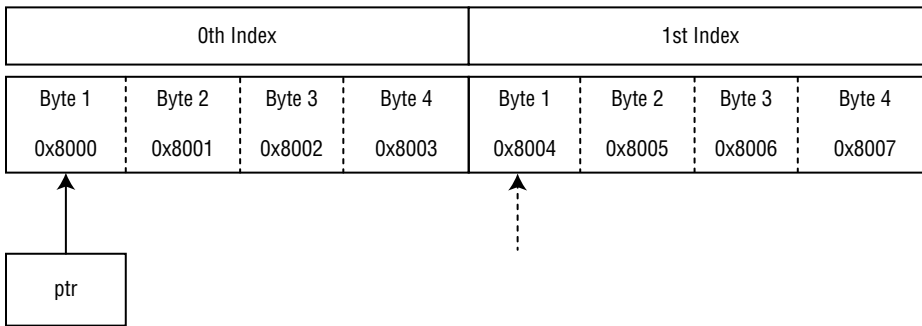 0th Index 1st Index
Byte 1 Byte 2 Byte 3 Byte 4 Byte 1 Byte 2 Byte 3 Byte 4
0x8000 0x8001 0x8002 0x8003 0x8004 0x8005 0x8006 0x8007
ptr